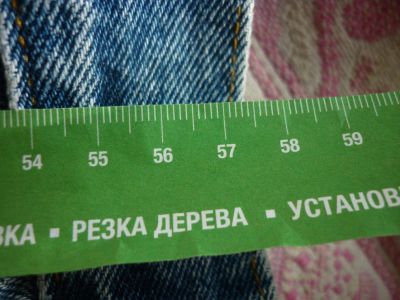 54 55 56 57 58 59
ЗКА ▪ РЕЗКА ДЕРЕВА ▪ УСТАНОВ